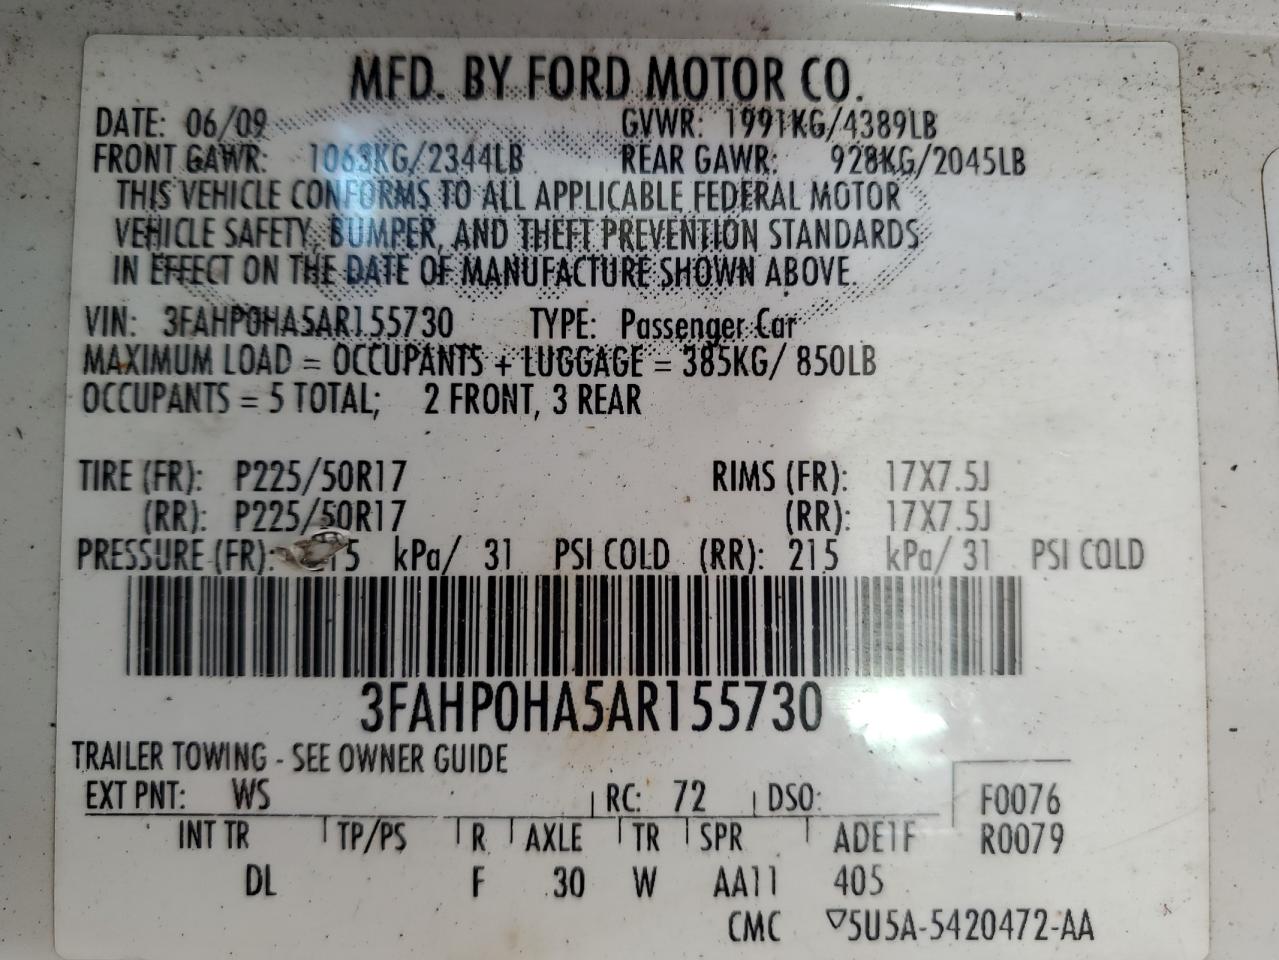 MFD. BY FORD MOTOR CO.
DATE: 06/09 GVWR: 1991KG/4389LB
FRONT GAWR: 1063KG/2344LB REAR GAWR: 928KG/2045LB
THIS VEHICLE CONFORMS TO ALL APPLICABLE FEDERAL MOTOR
VEHICLE SAFETY, BUMPER, AND THEFT PREVENTION STANDARDS
IN EFFECT ON THE DATE OF MANUFACTURE SHOWN ABOVE.
VIN: 3FAHP0HA5AR155730 TYPE: Passenger Car
MAXIMUM LOAD = OCCUPANTS + LUGGAGE = 385KG/ 850LB
OCCUPANTS = 5 TOTAL; 2 FRONT, 3 REAR
TIRE (FR): P225/50R17 RIMS (FR): 17X7.5J
(RR): P225/50R17 (RR): 17X7.5J
PRESSURE (FR): kPa/ 31 PSI COLD (RR): 215 kPa/ 31 PSI COLD
3FAHP0HA5AR155730
TRAILER TOWING - SEE OWNER GUIDE
EXT PNT: WS RC: 72 DSO: F0076
INT TR TP/PS R AXLE TR SPR ADE1F R0079
DL F 30 W AA11 405
CMC ▽5U5A-5420472-AA